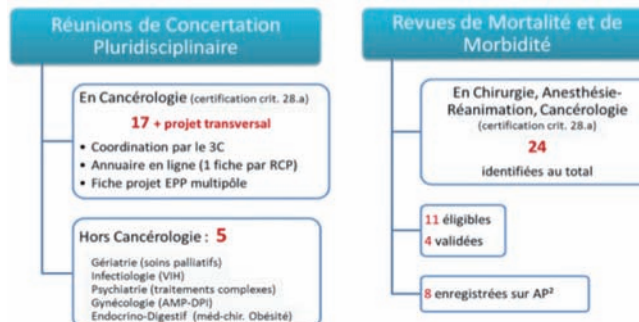 Réunions de Concertation
Pluridisciplinaire
En Cancérologie (certification crit. 28.a)
17 + projet transversal
• Coordination par le 3C
• Annuaire en ligne (1 fiche par RCP)
• Fiche projet EPP multipôle
Hors Cancérologie : 5
Gériatrie (soins palliatifs)
Infectiologie (VIH)
Psychiatrie (traitements complexes)
Gynécologie (AMP-DPI)
Endocrino-Digestif (méd-chir. Obésité)
Revues de Mortalité et de
Morbidité
En Chirurgie, Anesthésie-
Réanimation, Cancérologie
(certification crit. 28.a)
24
identifiées au total
11 éligibles
4 validées
8 enregistrées sur AP²